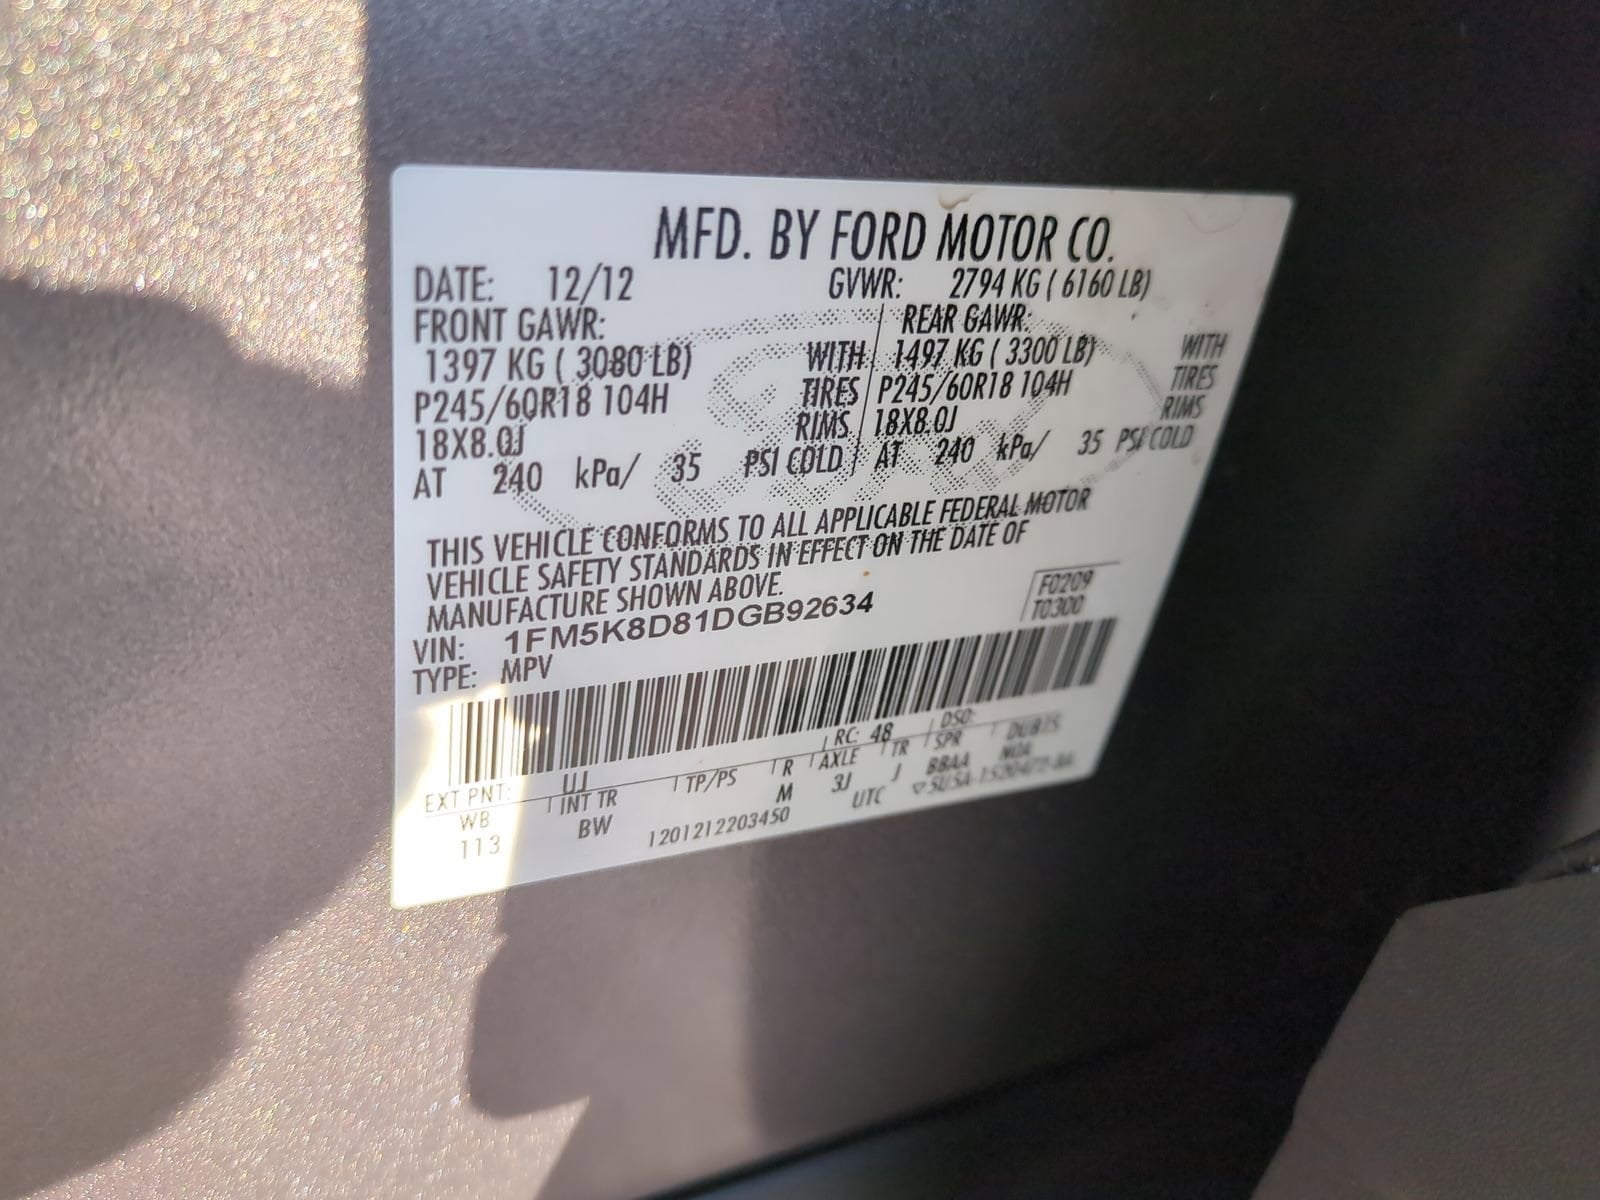 MFD. BY FORD MOTOR CO.
DATE: 12/12 GVWR: 2794 KG ( 6160 LB)
FRONT GAWR: REAR GAWR:
1397 KG ( 3080 LB) WITH 1497 KG ( 3300 LB) WITH
P245/60R18 104H TIRES P245/60R18 104H TIRES
18X8.0J RIMS 18X8.0J RIMS
AT 240 kPa/ 35 PSI COLD AT 240 kPa/ 35 PSI COLD
THIS VEHICLE CONFORMS TO ALL APPLICABLE FEDERAL MOTOR
VEHICLE SAFETY STANDARDS IN EFFECT ON THE DATE OF
MANUFACTURE SHOWN ABOVE.
F0209
T0300
VIN: 1FM5K8D81DGB92634
TYPE: MPV
EXT PNT: UJ RC: 48 DSO:
WB INT TR TP/PS R AXLE TR SPR
113 BW M 3J J BBAA
1201212203450 UTC